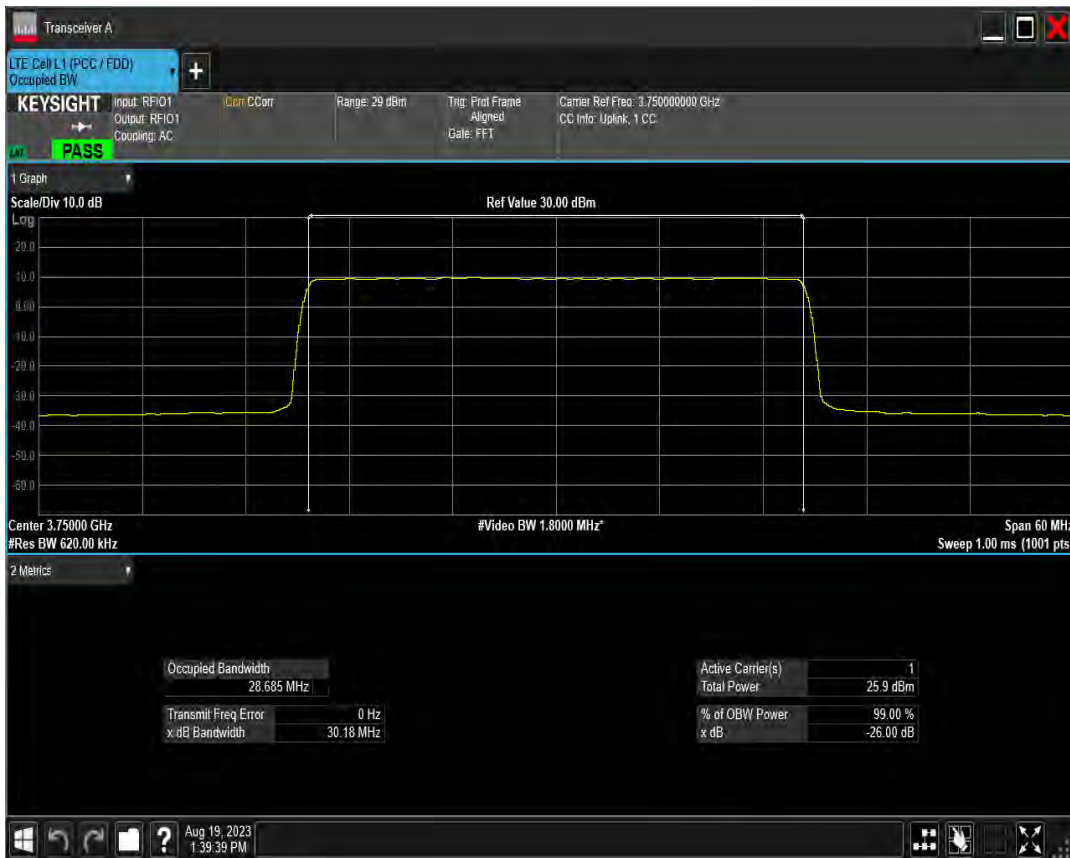 Transceiver A
LTE Cell L1 (PCC / FDD)
Occupied BW
+
KEYSIGHT
Input: RFIO1
Output: RFIO1
Coupling: AC
Corr CCorr
Range: 29 dBm
Trig: Prot Frame
Aligned
Gate: FFT
Carrier Ref Freq: 3.750000000 GHz
CC Info: Uplink, 1 CC
PASS
1 Graph
Scale/Div 10.0 dB
Ref Value 30.00 dBm
Log
20.0
10.0
0.00
-10.0
-20.0
-30.0
-40.0
-50.0
-60.0
Center 3.75000 GHz
#Video BW 1.8000 MHz*
Span 60 MHz
#Res BW 620.00 kHz
Sweep 1.00 ms (1001 pts
2 Metrics
Occupied Bandwidth
28.685 MHz
Transmit Freq Error 0 Hz
x dB Bandwidth 30.18 MHz
Active Carrier(s) 1
Total Power 25.9 dBm
% of OBW Power 99.00 %
x dB -26.00 dB
?
Aug 19, 2023
1:39:39 PM